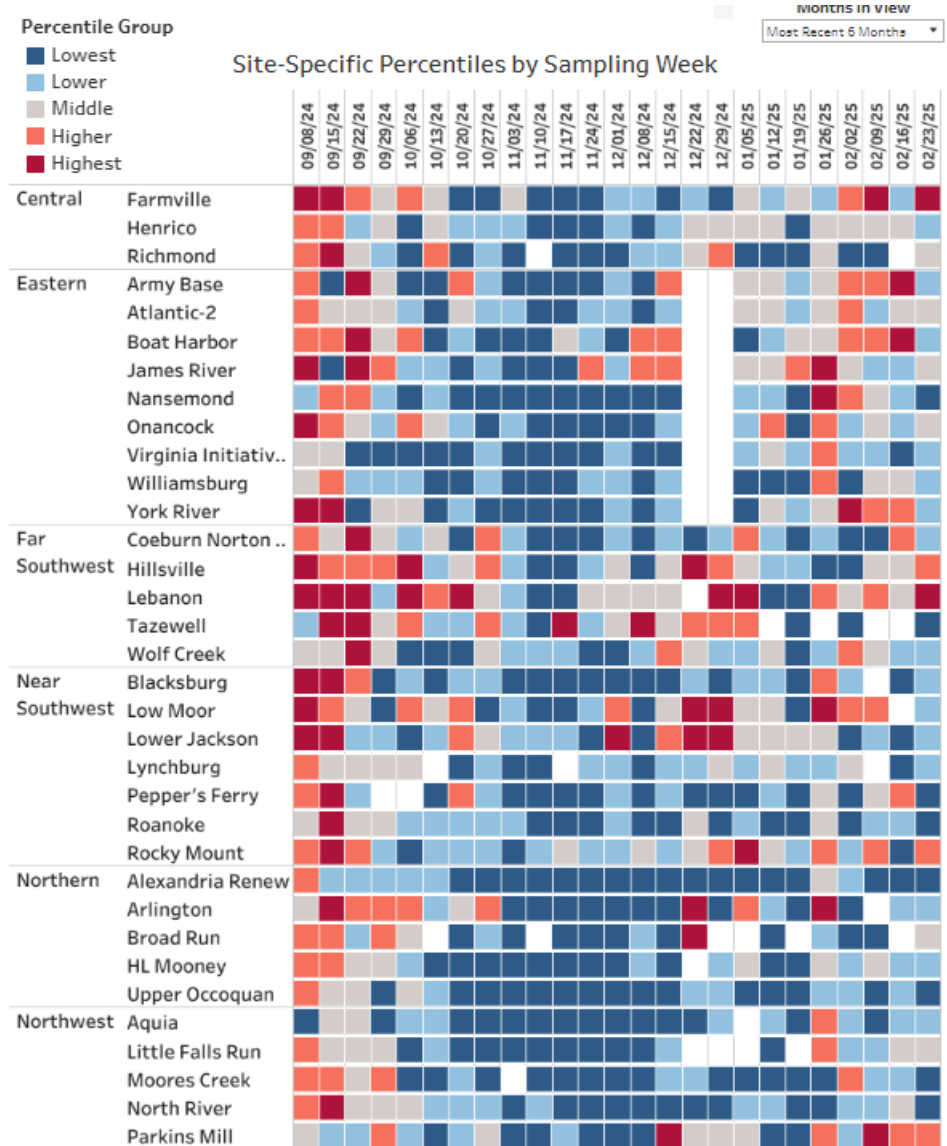 Months in View
Percentile Group
Most Recent 6 Months
Lowest
Lower
Middle
Higher
Highest
Site-Specific Percentiles by Sampling Week
09/08/24
09/15/24
09/22/24
09/29/24
10/06/24
10/13/24
10/20/24
10/27/24
11/03/24
11/10/24
11/17/24
11/24/24
12/01/24
12/08/24
12/15/24
12/22/24
12/29/24
01/05/25
01/12/25
01/19/25
01/26/25
02/02/25
02/09/25
02/16/25
02/23/25
Central Farmville
Henrico
Richmond
Eastern Army Base
Atlantic-2
Boat Harbor
James River
Nansemond
Onancock
Virginia Initiativ..
Williamsburg
York River
Far Coeburn Norton ..
Southwest Hillsville
Lebanon
Tazewell
Wolf Creek
Near Blacksburg
Southwest Low Moor
Lower Jackson
Lynchburg
Pepper's Ferry
Roanoke
Rocky Mount
Northern Alexandria Renew
Arlington
Broad Run
HL Mooney
Upper Occoquan
Northwest Aquia
Little Falls Run
Moores Creek
North River
Parkins Mill